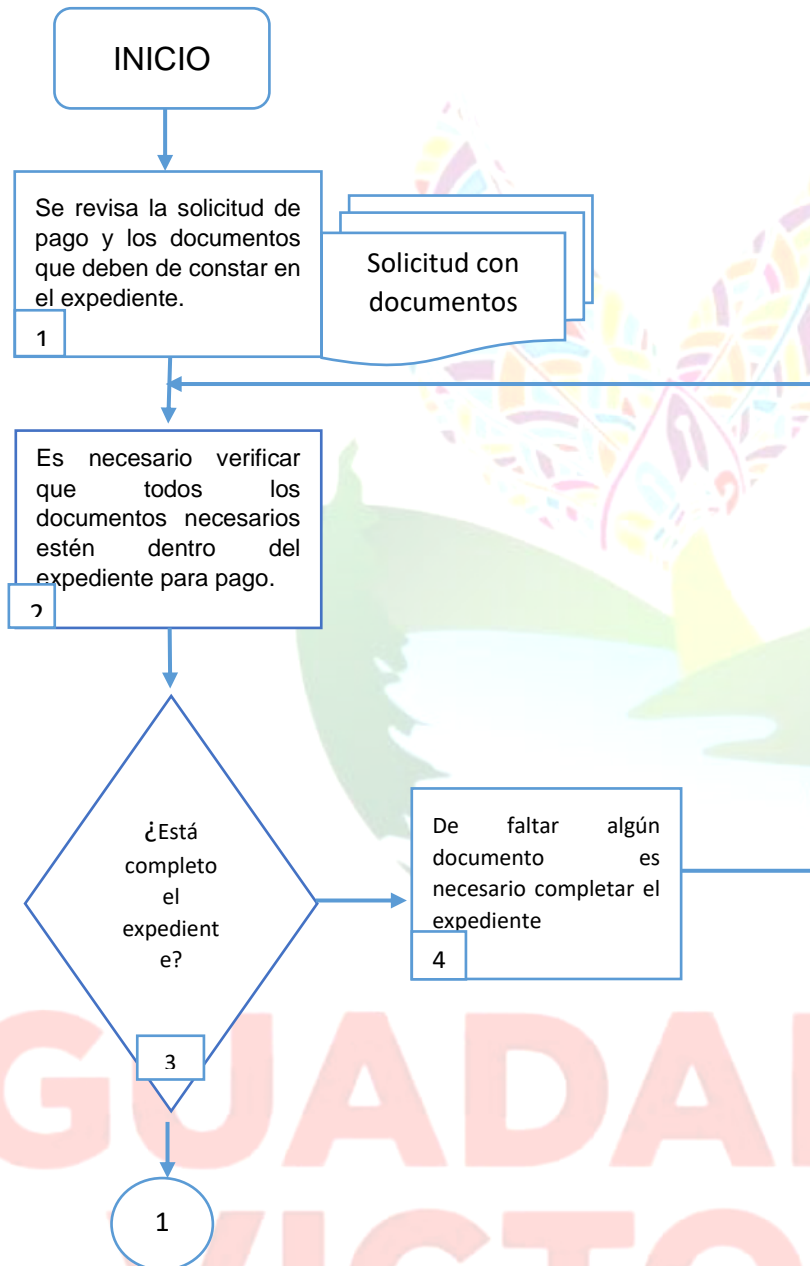 INICIO
Se revisa la solicitud de
pago y los documentos
que deben de constar en
el expediente.
1
Solicitud con
documentos
Es necesario verificar
que todos los
documentos necesarios
estén dentro del
expediente para pago.
2
¿Está
completo
el
expedient
e?
3
De faltar algún
documento es
necesario completar el
expediente
4
1
GUADA
VICTO